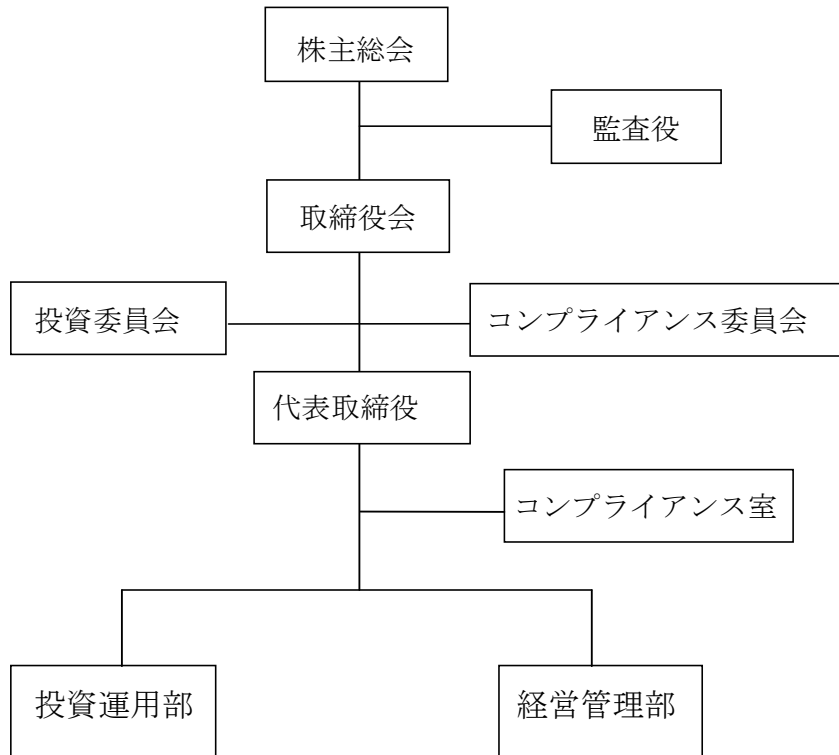 株主総会
監査役
取締役会
投資委員会
コンプライアンス委員会
代表取締役
コンプライアンス室
投資運用部
経営管理部